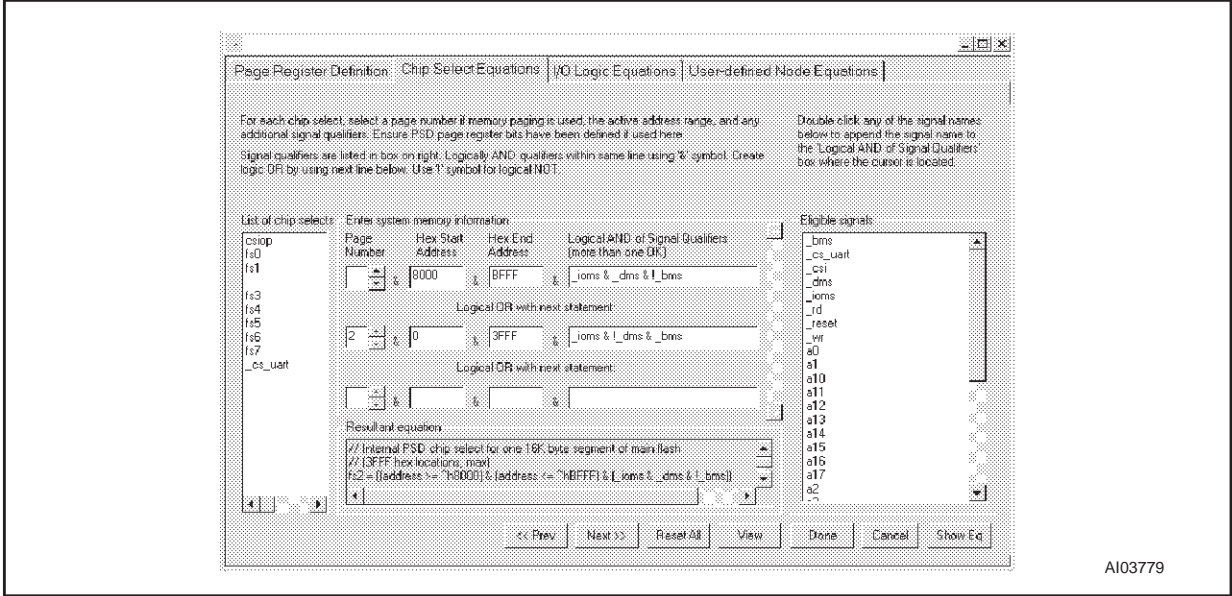 Page Register Definition Chip Select Equations I/O Logic Equations User-defined Node Equations
For each chip select, select a page number if memory paging is used, the active address range, and any
additional signal qualifiers. Ensure PSD page register bits have been defined if used here.
Signal qualifiers are listed in box on right. Logically AND qualifiers within same line using '&' symbol. Create
logic OR by using next line below. Use '!' symbol for logical NOT.
Double click any of the signal names
below to append the signal name to
the 'Logical AND of Signal Qualifiers'
box where the cursor is located.
List of chip selects
csiop
fs0
fs1
fs3
fs4
fs5
fs6
fs7
_cs_uart
Enter system memory information
Page Number
Hex Start Address
Hex End Address
Logical AND of Signal Qualifiers
(more than one OK)
& 8000 & BFFF & _ioms & _dms & !_bms
Logical OR with next statement:
2 & 0 & 3FFF & _ioms & !_dms & _bms
Logical OR with next statement:
& & &
Resultant equation
// Internal PSD chip select for one 16K byte segment of main flash
// (3FFF hex locations, max)
fs2 = ((address >= ^h8000) & (address <= ^hBFFF) & (_ioms & _dms & !_bms))
Eligible signals
_bms
_cs_uart
_csi
_dms
_ioms
_rd
_reset
_wr
a0
a1
a10
a11
a12
a13
a14
a15
a16
a17
a2
<< Prev Next >> Reset All View Done Cancel Show Eq
AI03779